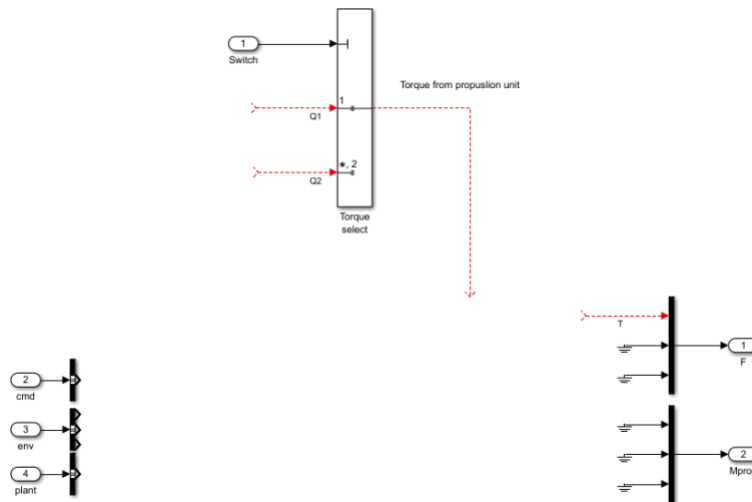 1
Switch
Torque from propuslion unit
1
Q1
*, 2
Q2
Torque
select
T
1
F
2
cmd
3
env
2
Mpro
4
plant